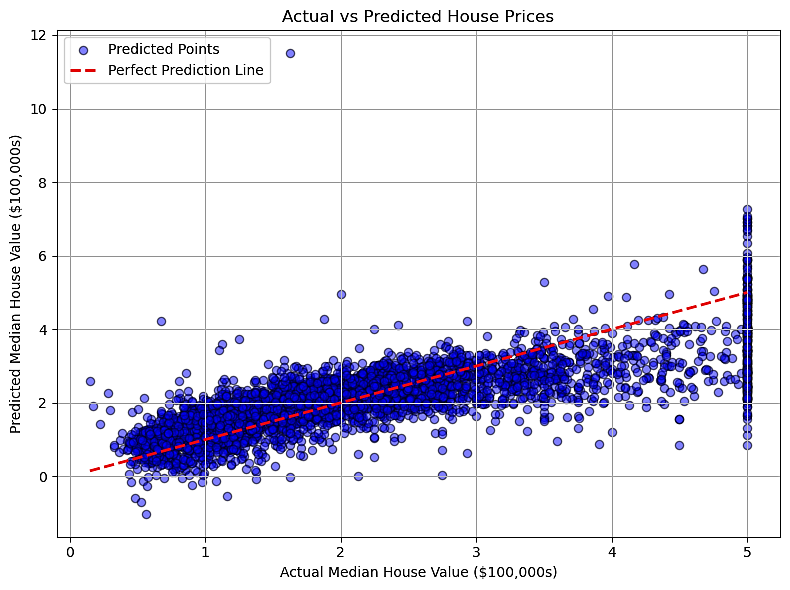 Actual vs Predicted House Prices
Predicted Points
Perfect Prediction Line
Predicted Median House Value ($100,000s)
12
10
8
6
4
2
0
0 1 2 3 4 5
Actual Median House Value ($100,000s)